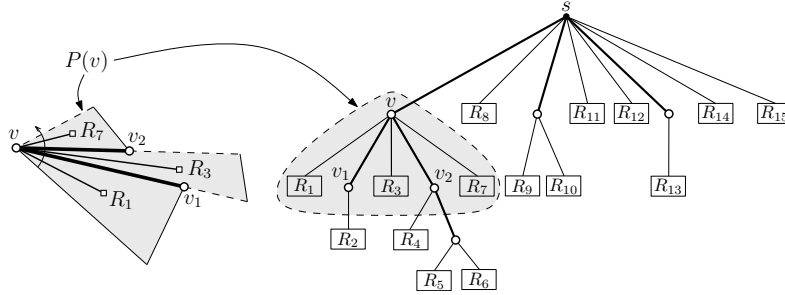 s
P(v)
v
R₇
v₂
R₃
v₁
R₁
v
R₈
R₁₁
R₁₂
R₁₄
R₁₅
R₁
v₁
R₃
v₂
R₇
R₉
R₁₀
R₁₃
R₂
R₄
R₅
R₆